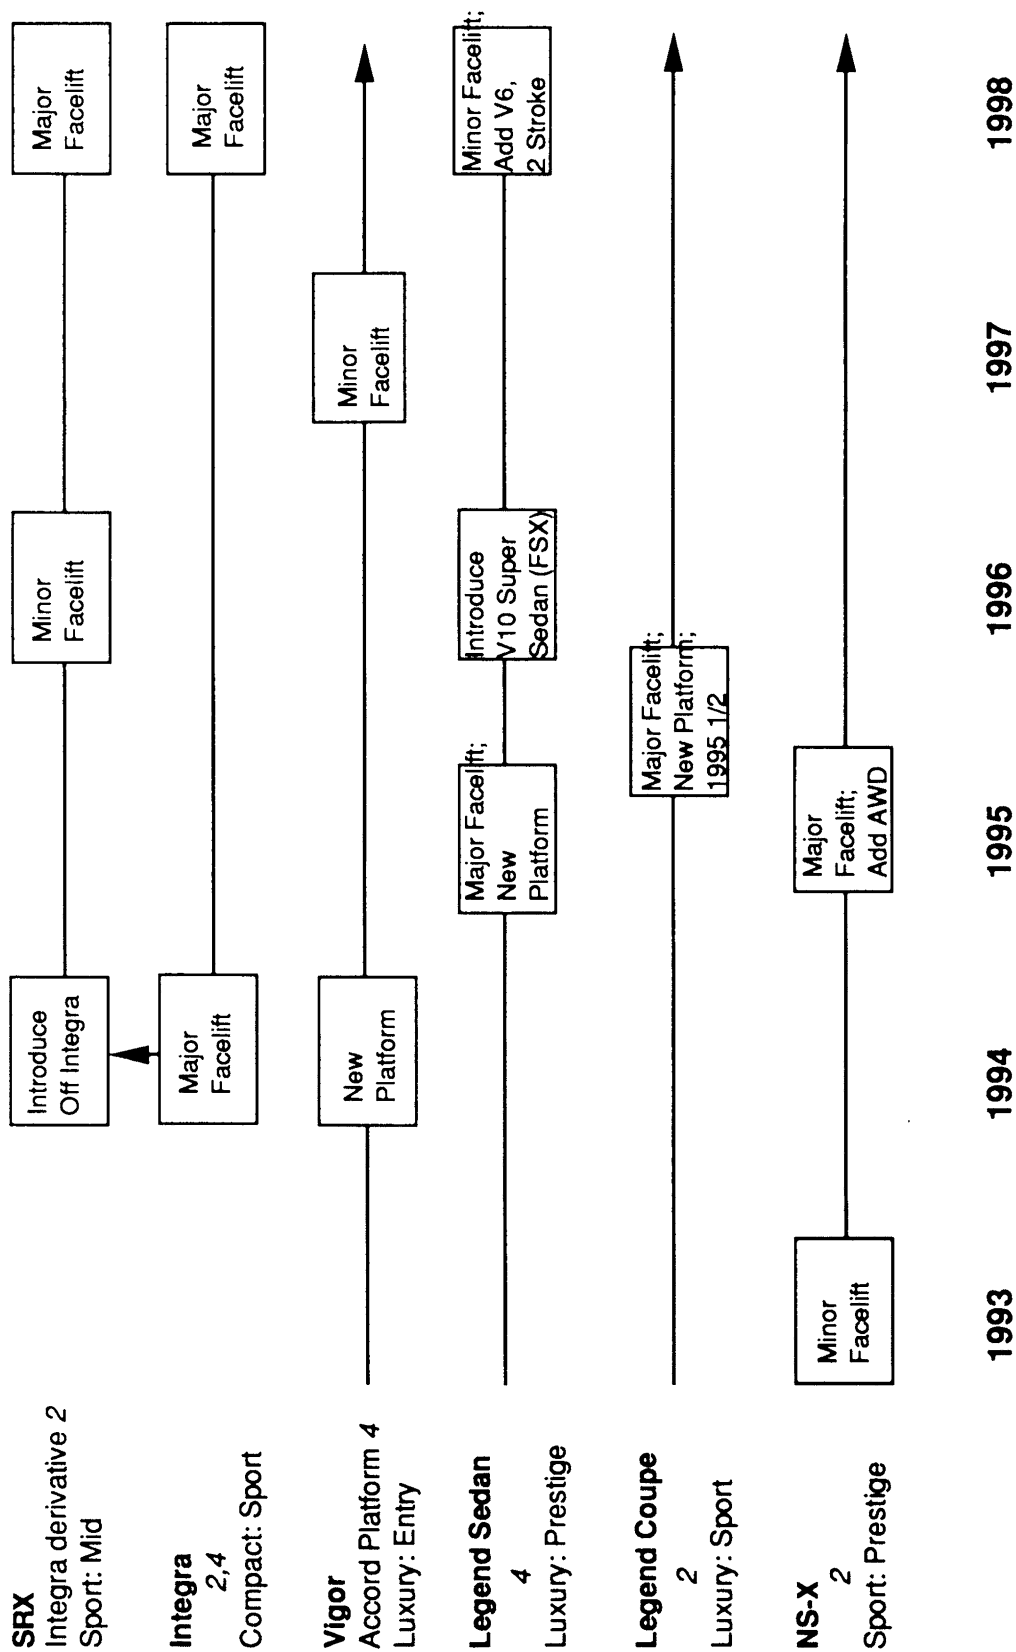 SRX
Integra derivative 2
Sport: Mid
Introduce
Off Integra
Minor
Facelift
Major
Facelift
Integra
2,4
Compact: Sport
Major
Facelift
Major
Facelift
Vigor
Accord Platform 4
Luxury: Entry
New
Platform
Minor
Facelift
Legend Sedan
4
Luxury: Prestige
Major Facelift;
New
Platform
Introduce
V10 Super
Sedan (FSX)
Minor Facelift;
Add V6,
2 Stroke
Legend Coupe
2
Luxury: Sport
Major Facelift;
New Platform;
1995 1/2
NS-X
2
Sport: Prestige
Minor
Facelift
Major
Facelift;
Add AWD
1993
1994
1995
1996
1997
1998